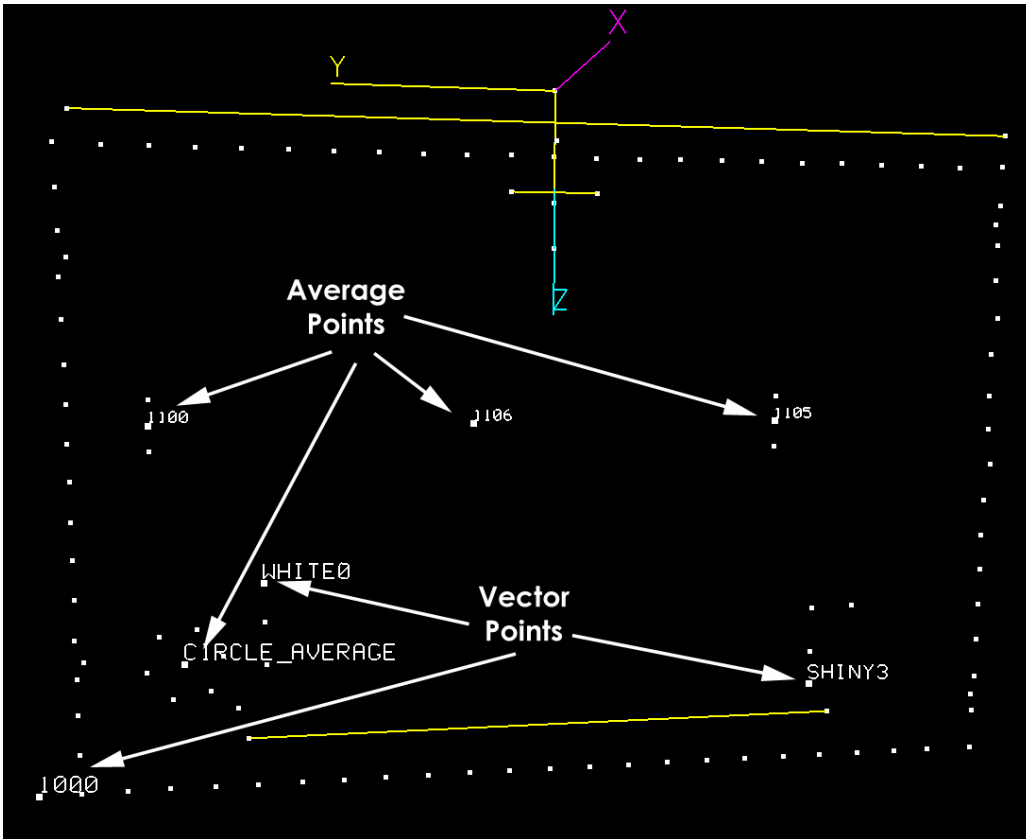 X
Y
Z
Average
Points
1100
1106
1105
WHITE0
Vector
Points
CIRCLE_AVERAGE
SHINY3
1000